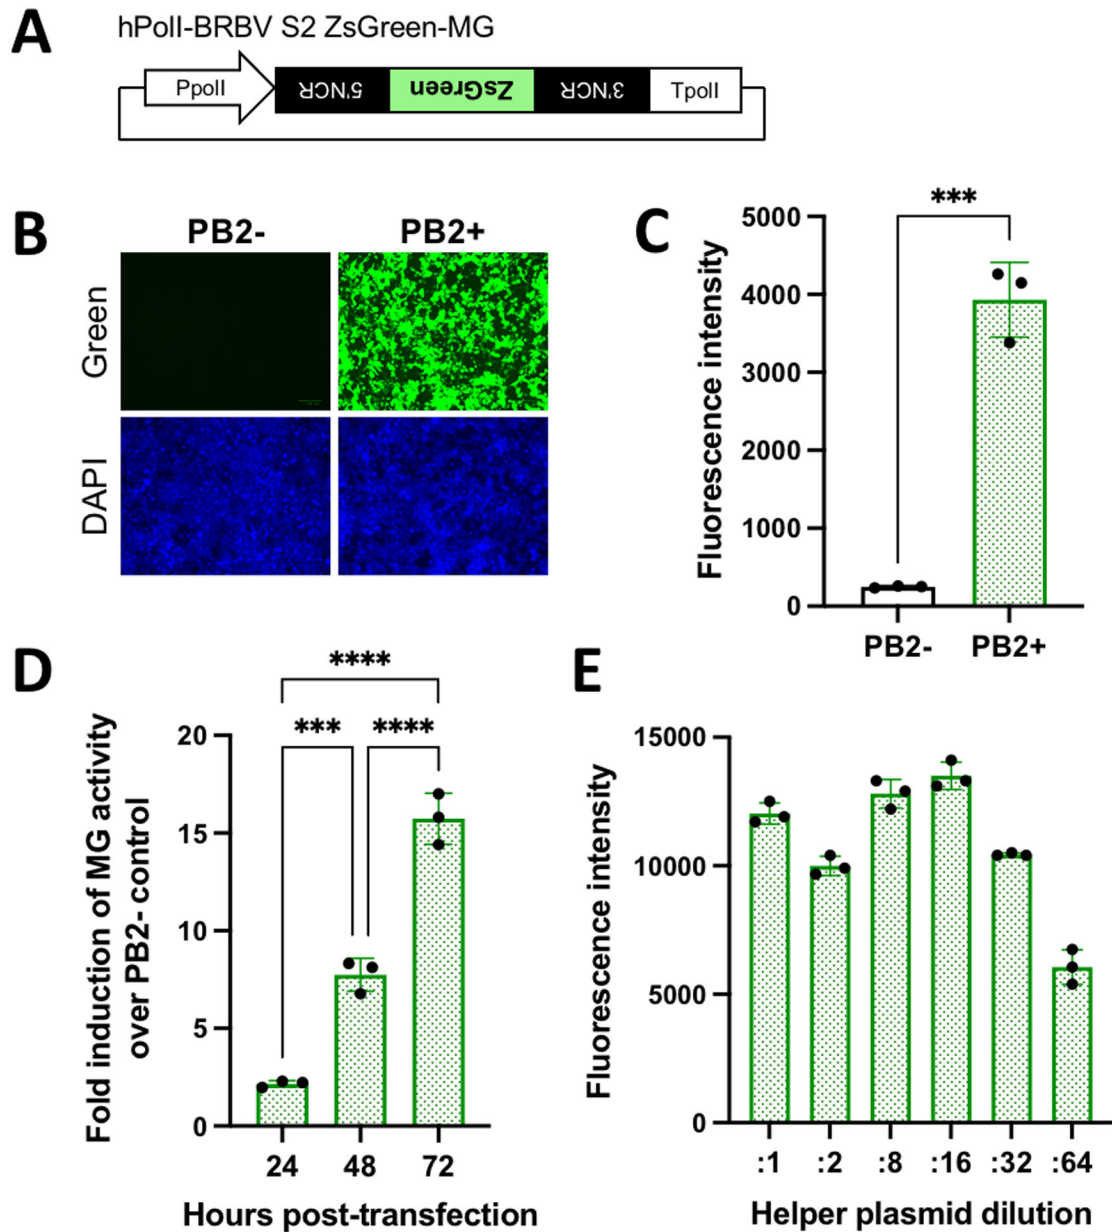 A
hPolI-BRBV S2 ZsGreen-MG
PpolI
5'NCR
ZsGreen
3'NCR
TpolI
B
PB2-
PB2+
Green
DAPI
C
Fluorescence intensity
5000
4000
3000
2000
1000
0
***
PB2-
PB2+
D
Fold induction of MG activity
over PB2- control
20
15
10
5
0
****
***
****
24
48
72
Hours post-transfection
E
Fluorescence intensity
15000
10000
5000
0
:1
:2
:8
:16
:32
:64
Helper plasmid dilution